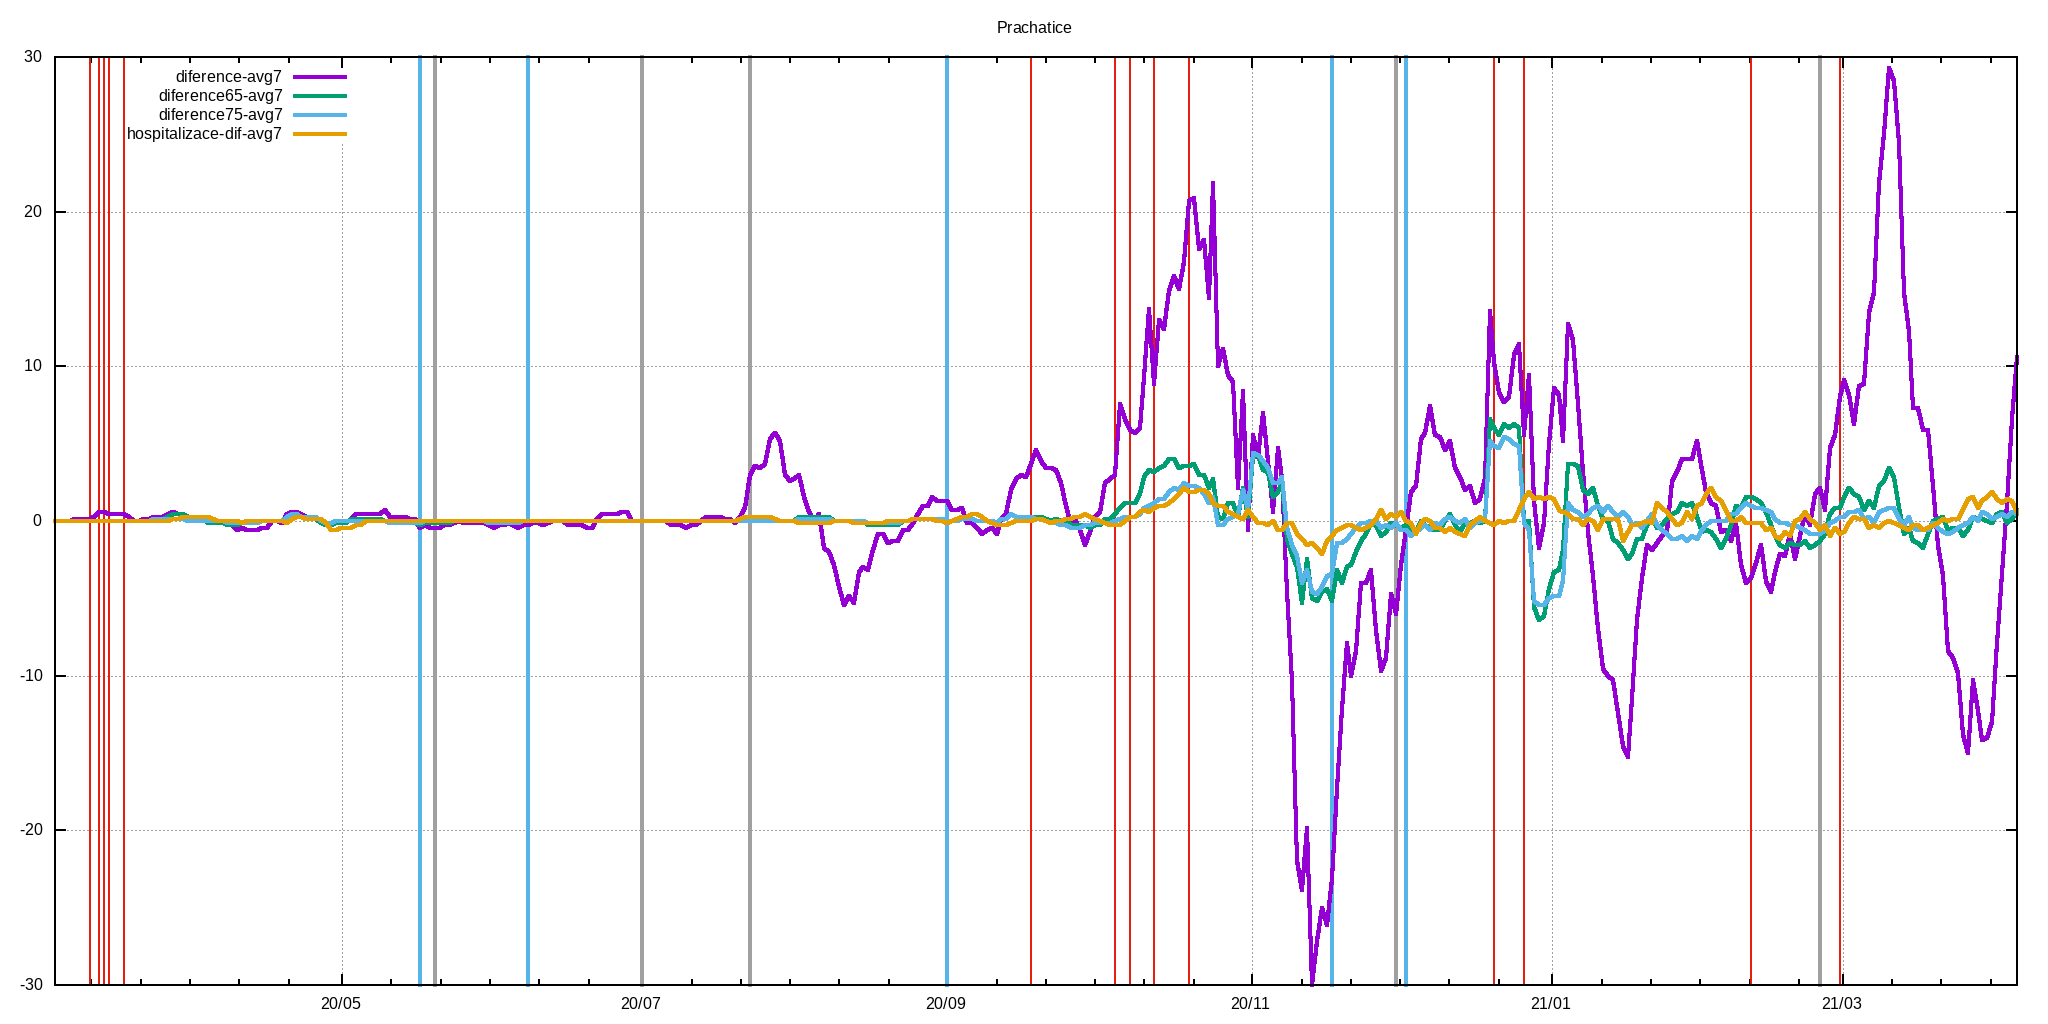 Prachatice
diference-avg7
diference65-avg7
diference75-avg7
hospitalizace-dif-avg7
30
20
10
0
-10
-20
-30
20/05 20/07 20/09 20/11 21/01 21/03